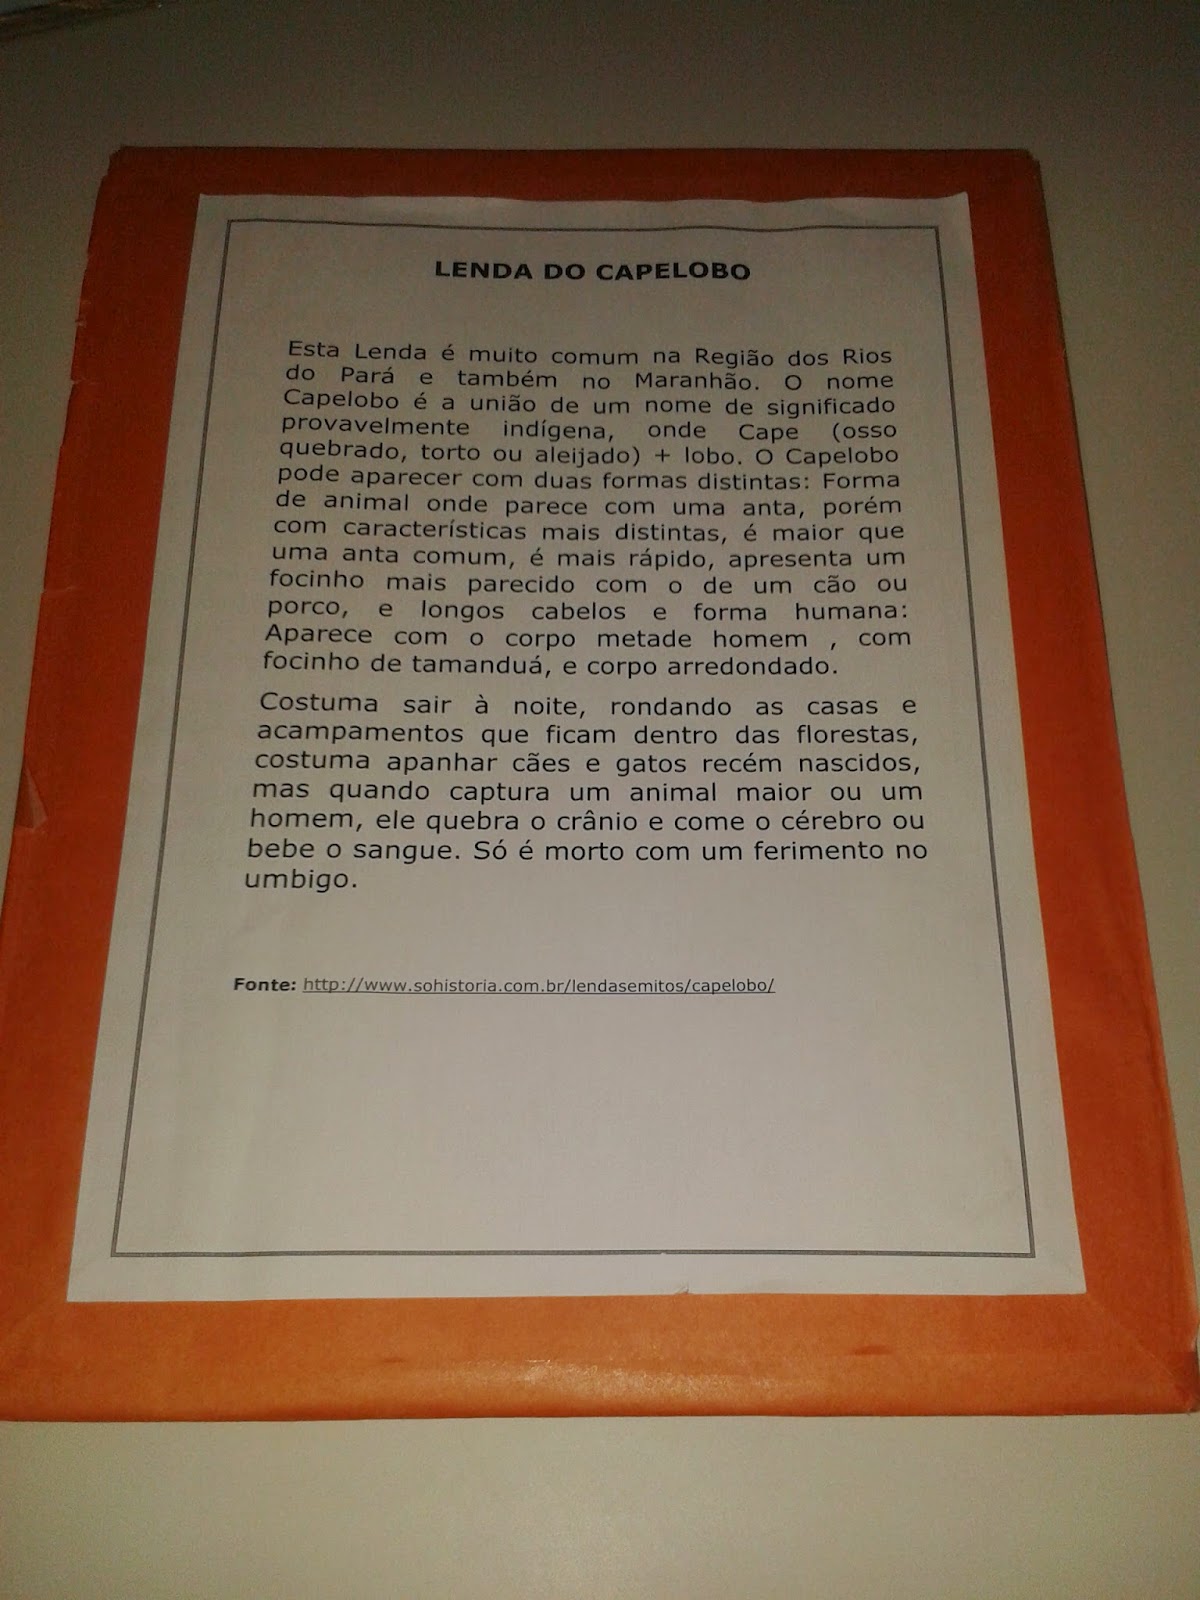 LENDA DO CAPELOBO
Esta Lenda é muito comum na Região dos Rios
do Pará e também no Maranhão. O nome
Capelobo é a união de um nome de significado
provavelmente indígena, onde Cape (osso
quebrado, torto ou aleijado) + lobo. O Capelobo
pode aparecer com duas formas distintas: Forma
de animal onde parece com uma anta, porém
com características mais distintas, é maior que
uma anta comum, é mais rápido, apresenta um
focinho mais parecido com o de um cão ou
porco, e longos cabelos e forma humana:
Aparece com o corpo metade homem , com
focinho de tamanduá, e corpo arredondado.
Costuma sair à noite, rondando as casas e
acampamentos que ficam dentro das florestas,
costuma apanhar cães e gatos recém nascidos,
mas quando captura um animal maior ou um
homem, ele quebra o crânio e come o cérebro ou
bebe o sangue. Só é morto com um ferimento no
umbigo.
Fonte: http://www.sohistoria.com.br/lendasemitos/capelobo/